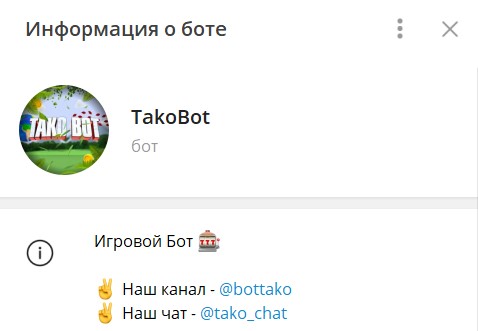 Информация о боте
TAKO BOT
TakoBot
бот
Игровой Бот 🎰
✌ Наш канал - @bottako
✌ Наш чат - @tako_chat